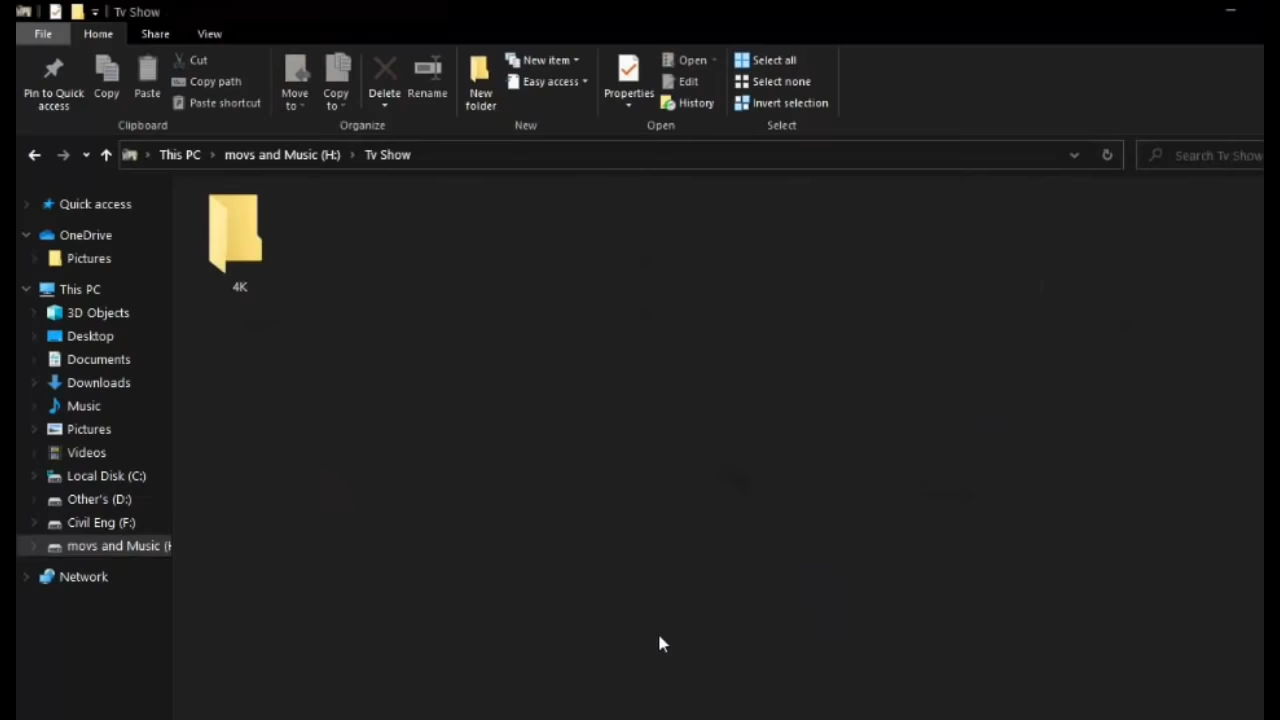 Tv Show
File Home Share View
Pin to Quick access
Copy
Paste
Cut
Copy path
Paste shortcut
Clipboard
Move to
Copy to
Delete
Rename
Organize
New folder
New item
Easy access
New
Properties
Open
Edit
History
Open
Select all
Select none
Invert selection
Select
This PC › movs and Music (H:) › Tv Show
Search Tv Show
Quick access
OneDrive
Pictures
This PC
3D Objects
Desktop
Documents
Downloads
Music
Pictures
Videos
Local Disk (C:)
Other's (D:)
Civil Eng (F:)
movs and Music (H
Network
4K